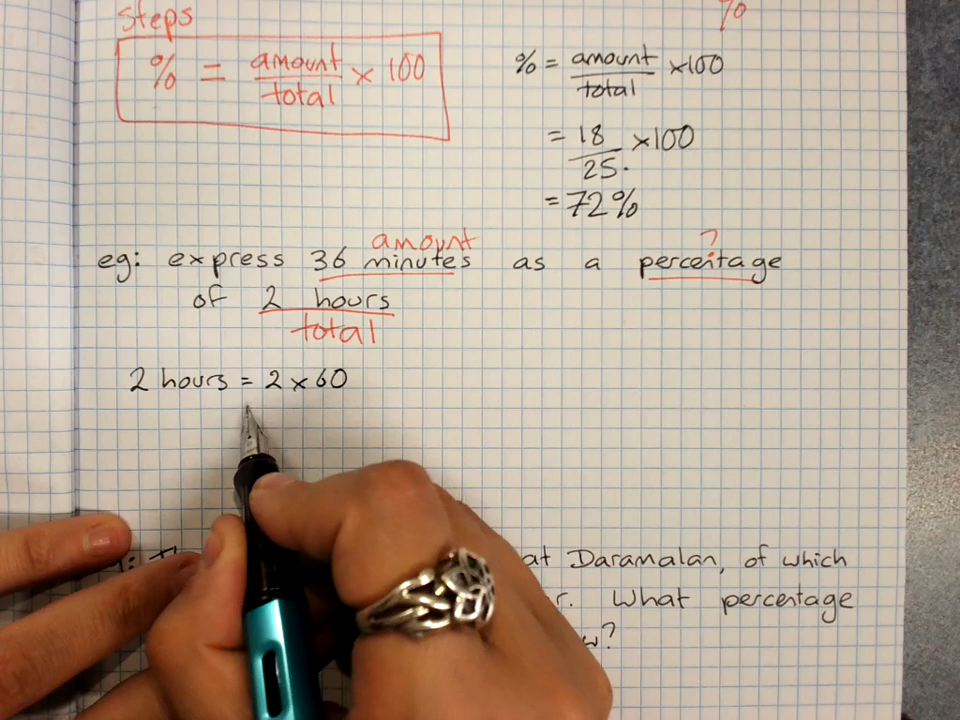 steps
% = amount/total × 100
%
% = amount/total ×100
= 18/25 ×100
= 72%
amount
?
eg: express 36 minutes as a percentage
of 2 hours
total
2 hours = 2 × 60
at Daramalan, of which
r. What percentage
w?